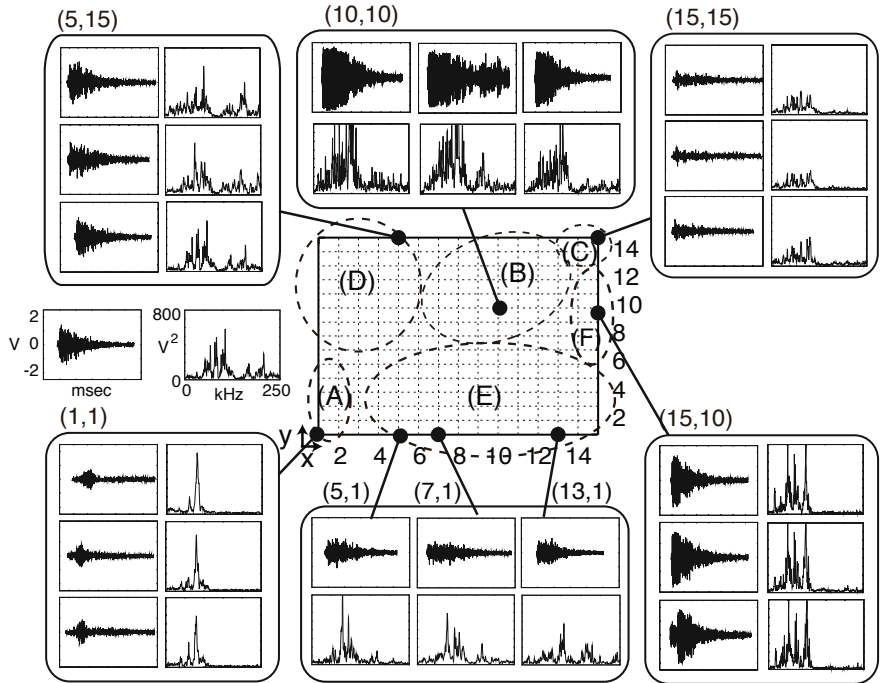 (5,15)
(10,10)
(15,15)
(C)
(B)
(D)
(F)
(A)
(E)
14
12
10
8
6
4
2
2
V 0
-2
msec
800
V²
0
0 kHz 250
(1,1)
y
x
2 4 6 8 10 12 14
(5,1)
(7,1)
(13,1)
(15,10)